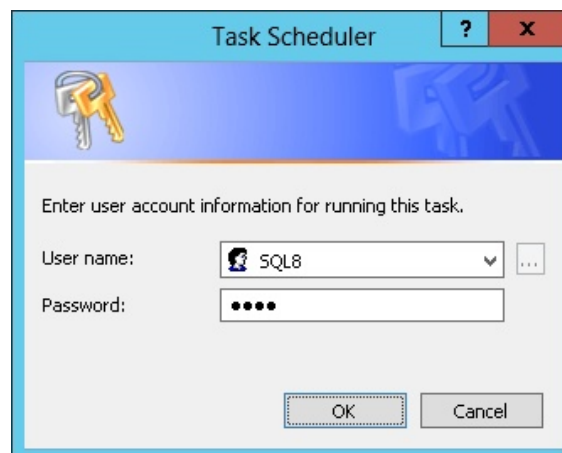 Task Scheduler
?
x
Enter user account information for running this task.
User name:
SQL8
...
Password:
••••
OK
Cancel